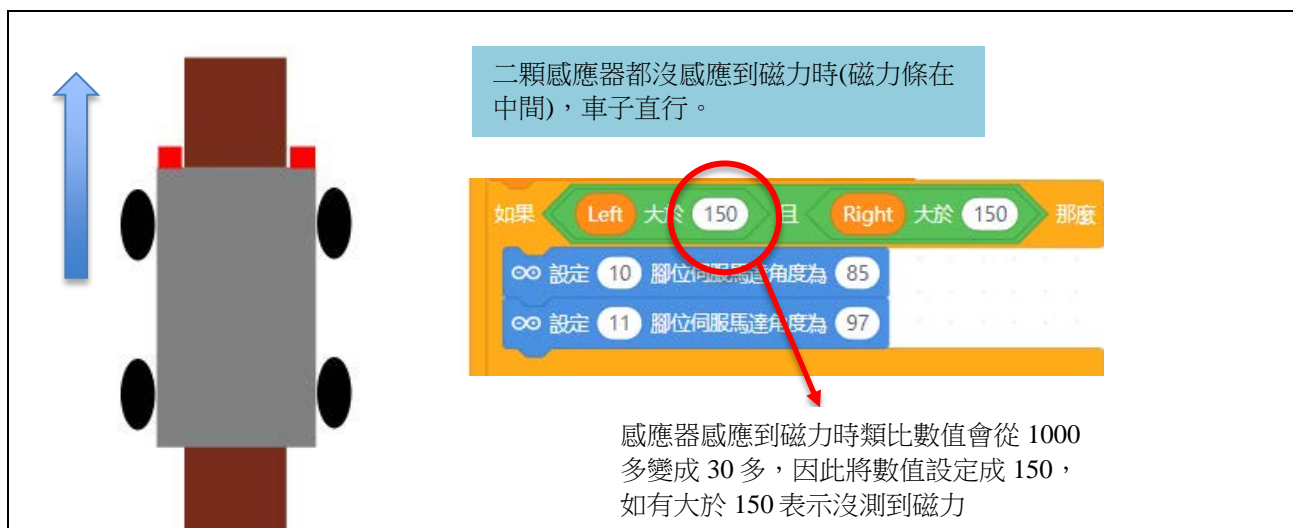 二顆感應器都沒感應到磁力時(磁力條在
中間)，車子直行。
如果 Left 大於 150 且 Right 大於 150 那麼
設定 10 腳位伺服馬達角度為 85
設定 11 腳位伺服馬達角度為 97
感應器感應到磁力時類比數值會從 1000
多變成 30 多，因此將數值設定成 150，
如有大於 150 表示沒測到磁力